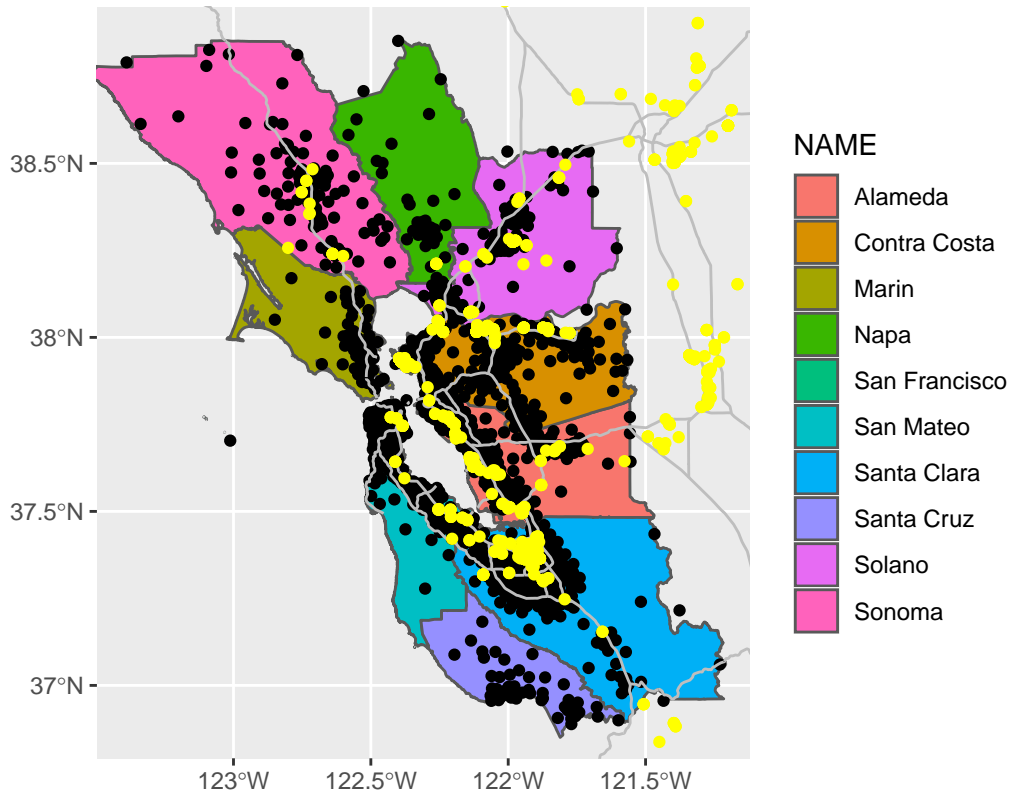 38.5°N
38°N
37.5°N
37°N
123°W
122.5°W
122°W
121.5°W
NAME
Alameda
Contra Costa
Marin
Napa
San Francisco
San Mateo
Santa Clara
Santa Cruz
Solano
Sonoma